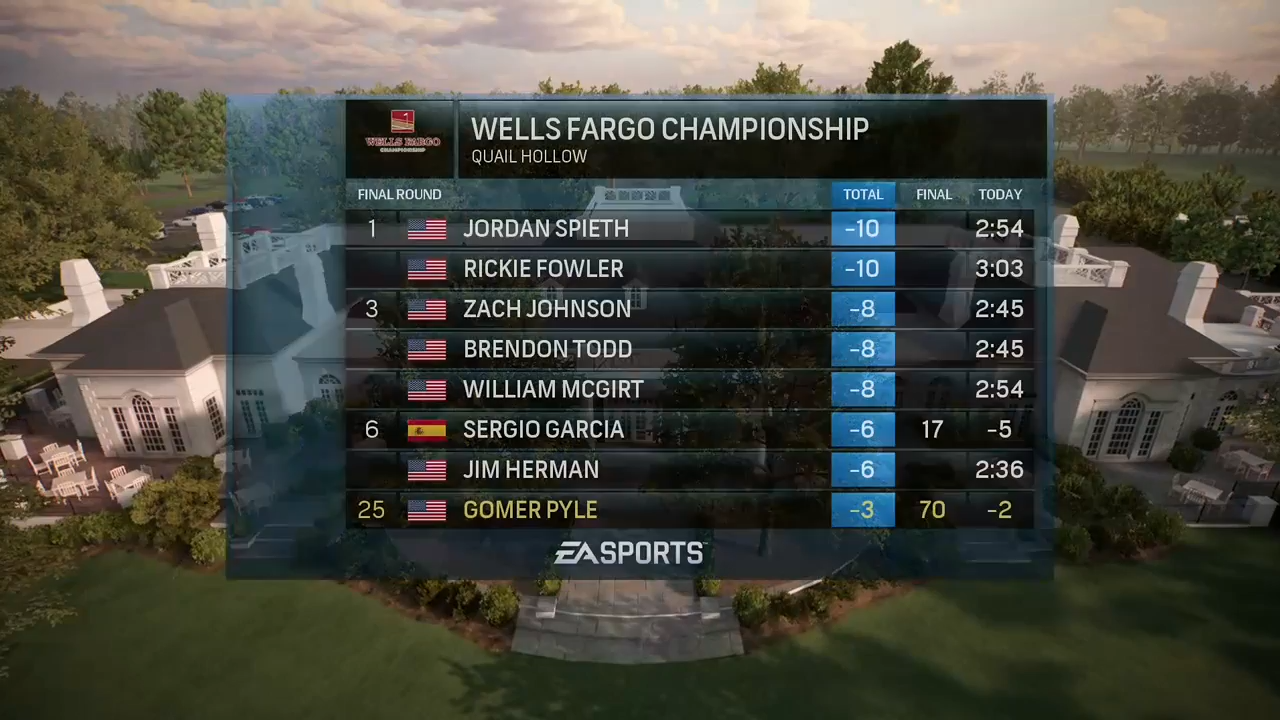 WELLS FARGO
CHAMPIONSHIP
WELLS FARGO CHAMPIONSHIP
QUAIL HOLLOW
FINAL ROUND TOTAL FINAL TODAY
1 JORDAN SPIETH -10 2:54
RICKIE FOWLER -10 3:03
3 ZACH JOHNSON -8 2:45
BRENDON TODD -8 2:45
WILLIAM MCGIRT -8 2:54
6 SERGIO GARCIA -6 17 -5
JIM HERMAN -6 2:36
25 GOMER PYLE -3 70 -2
EA SPORTS